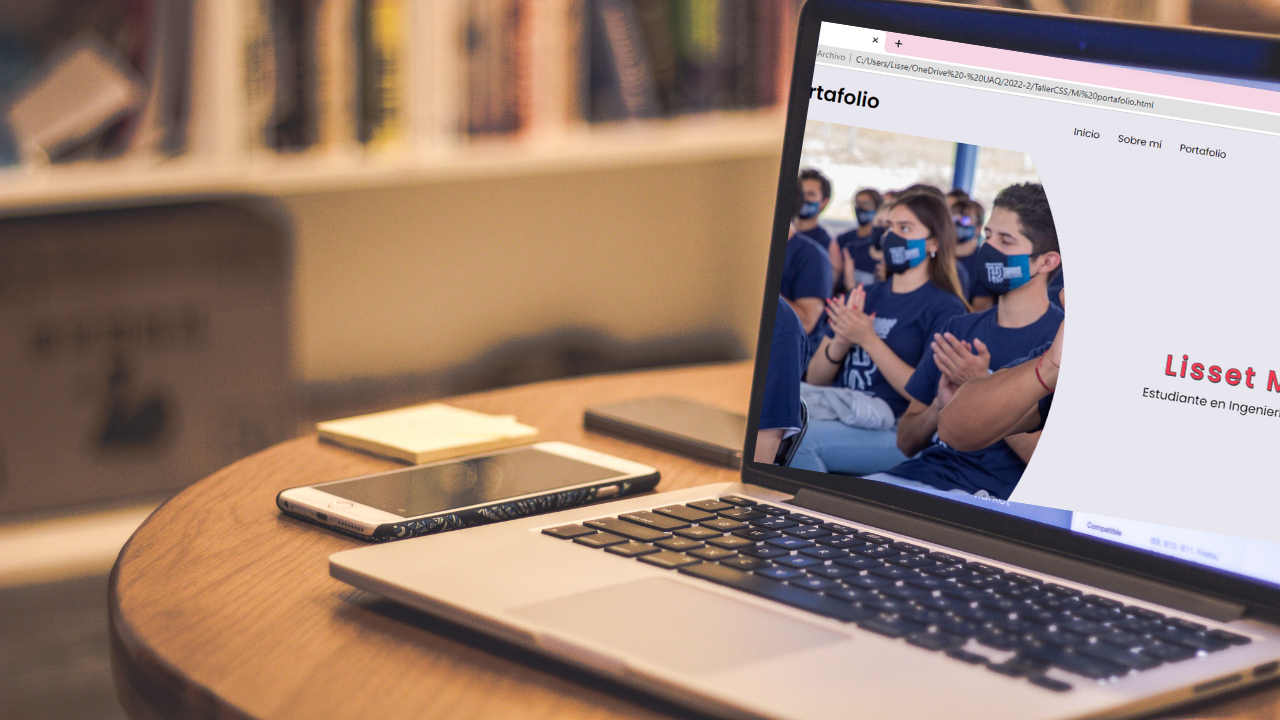 × +
Archivo | C:/Users/Lisse/OneDrive%20-%20UAQ/2022-2/TallerCSS/Mi%20portafolio.html
rtafolio
Inicio Sobre mi Portafolio
Lisset M
Estudiante en Ingenier
Compatible
IE9, IE10, IE11, Firefox